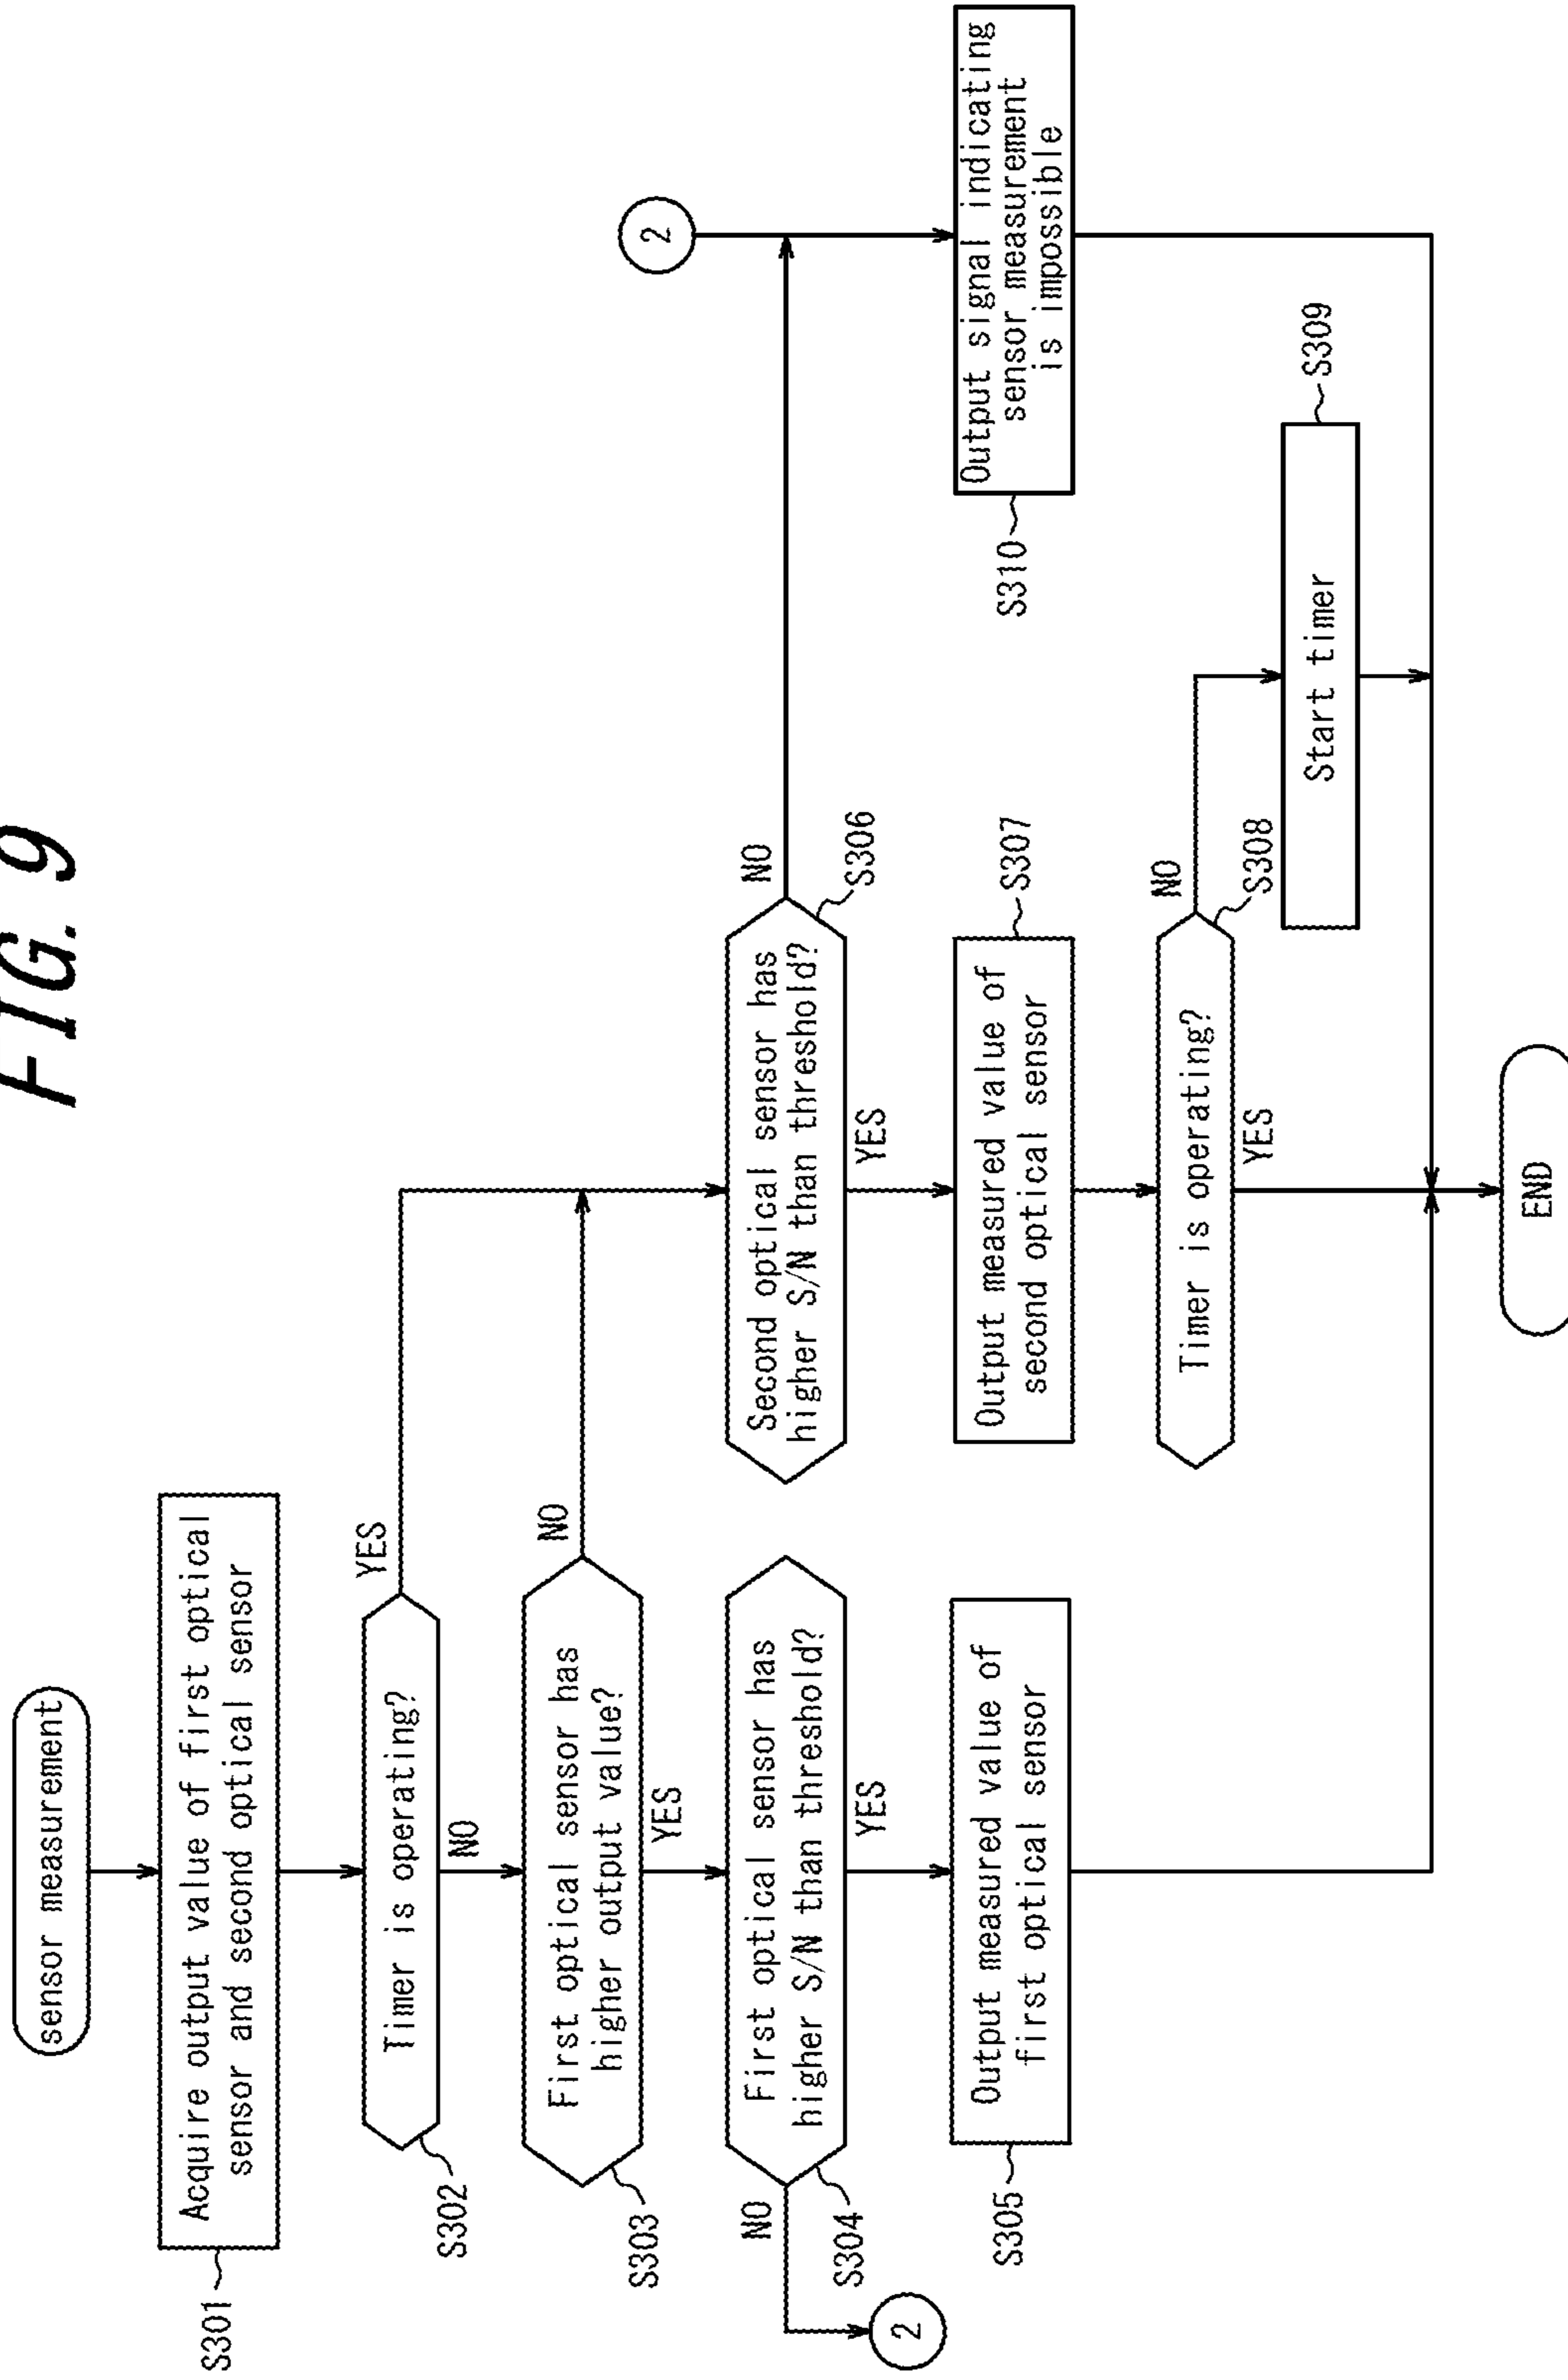 FIG. 9
sensor measurement
Acquire output value of first optical
sensor and second optical sensor
S301
Timer is operating?
S302
YES
NO
First optical sensor has
higher output value?
S303
NO
YES
First optical sensor has
higher S/N than threshold?
S304
NO
2
YES
Output measured value of
first optical sensor
S305
Second optical sensor has
higher S/N than threshold?
S306
NO
YES
Output measured value of
second optical sensor
S307
Timer is operating?
S308
NO
YES
Start timer
S309
2
Output signal indicating
sensor measurement
is impossible
S310
END